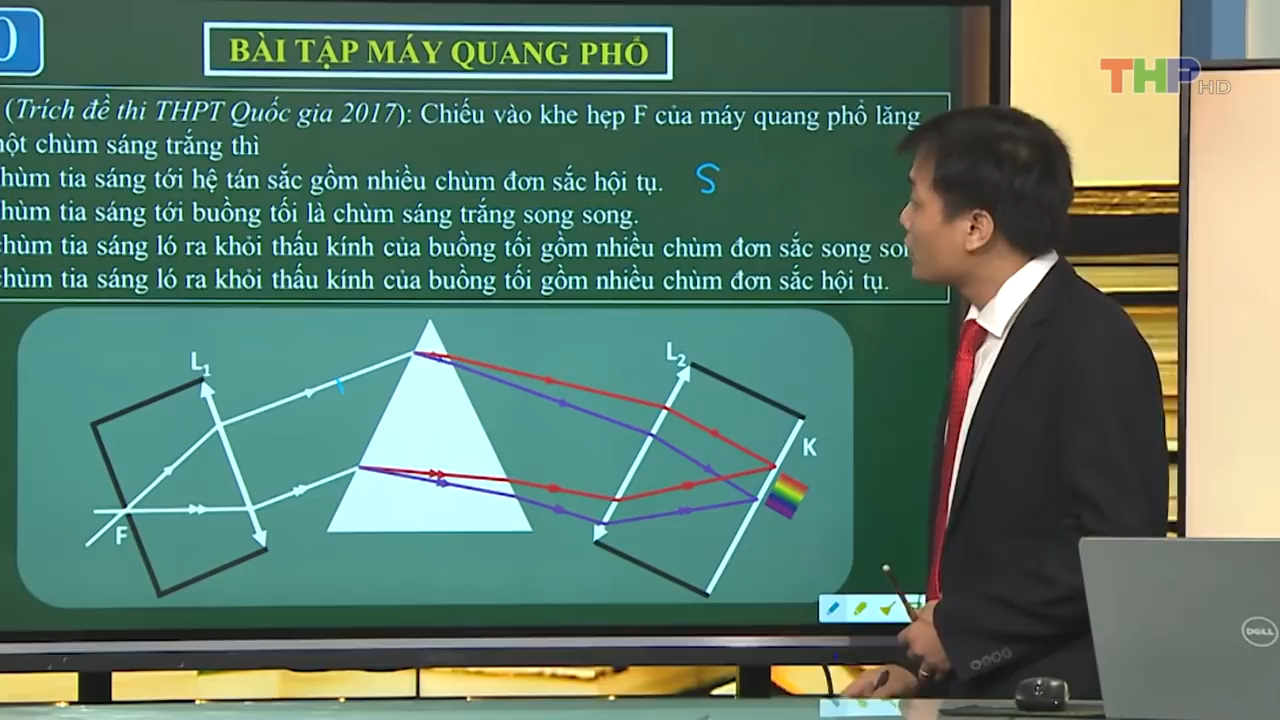 BÀI TẬP MÁY QUANG PHỔ
THPHD
(Trích đề thi THPT Quốc gia 2017): Chiếu vào khe hẹp F của máy quang phổ lăng
một chùm sáng trắng thì
chùm tia sáng tới hệ tán sắc gồm nhiều chùm đơn sắc hội tụ. S
chùm tia sáng tới buồng tối là chùm sáng trắng song song.
chùm tia sáng ló ra khỏi thấu kính của buồng tối gồm nhiều chùm đơn sắc song
chùm tia sáng ló ra khỏi thấu kính của buồng tối gồm nhiều chùm đơn sắc hội tụ.
L1
L2
K
F
DELL